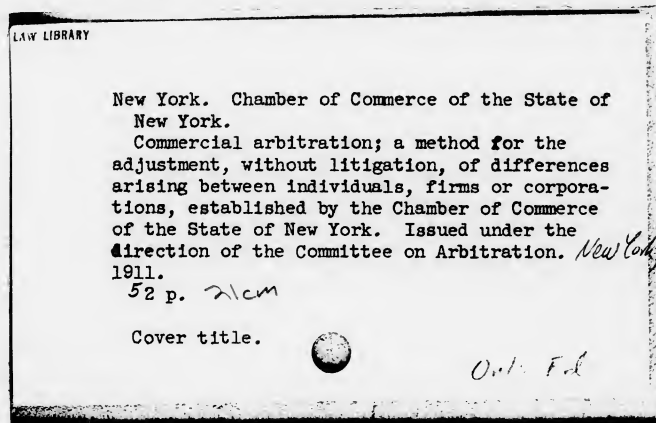 LAW LIBRARY
New York. Chamber of Commerce of the State of
New York.
Commercial arbitration; a method for the
adjustment, without litigation, of differences
arising between individuals, firms or corpora-
tions, established by the Chamber of Commerce
of the State of New York. Issued under the
direction of the Committee on Arbitration. New York,
1911.
52 p. 21cm
Cover title.